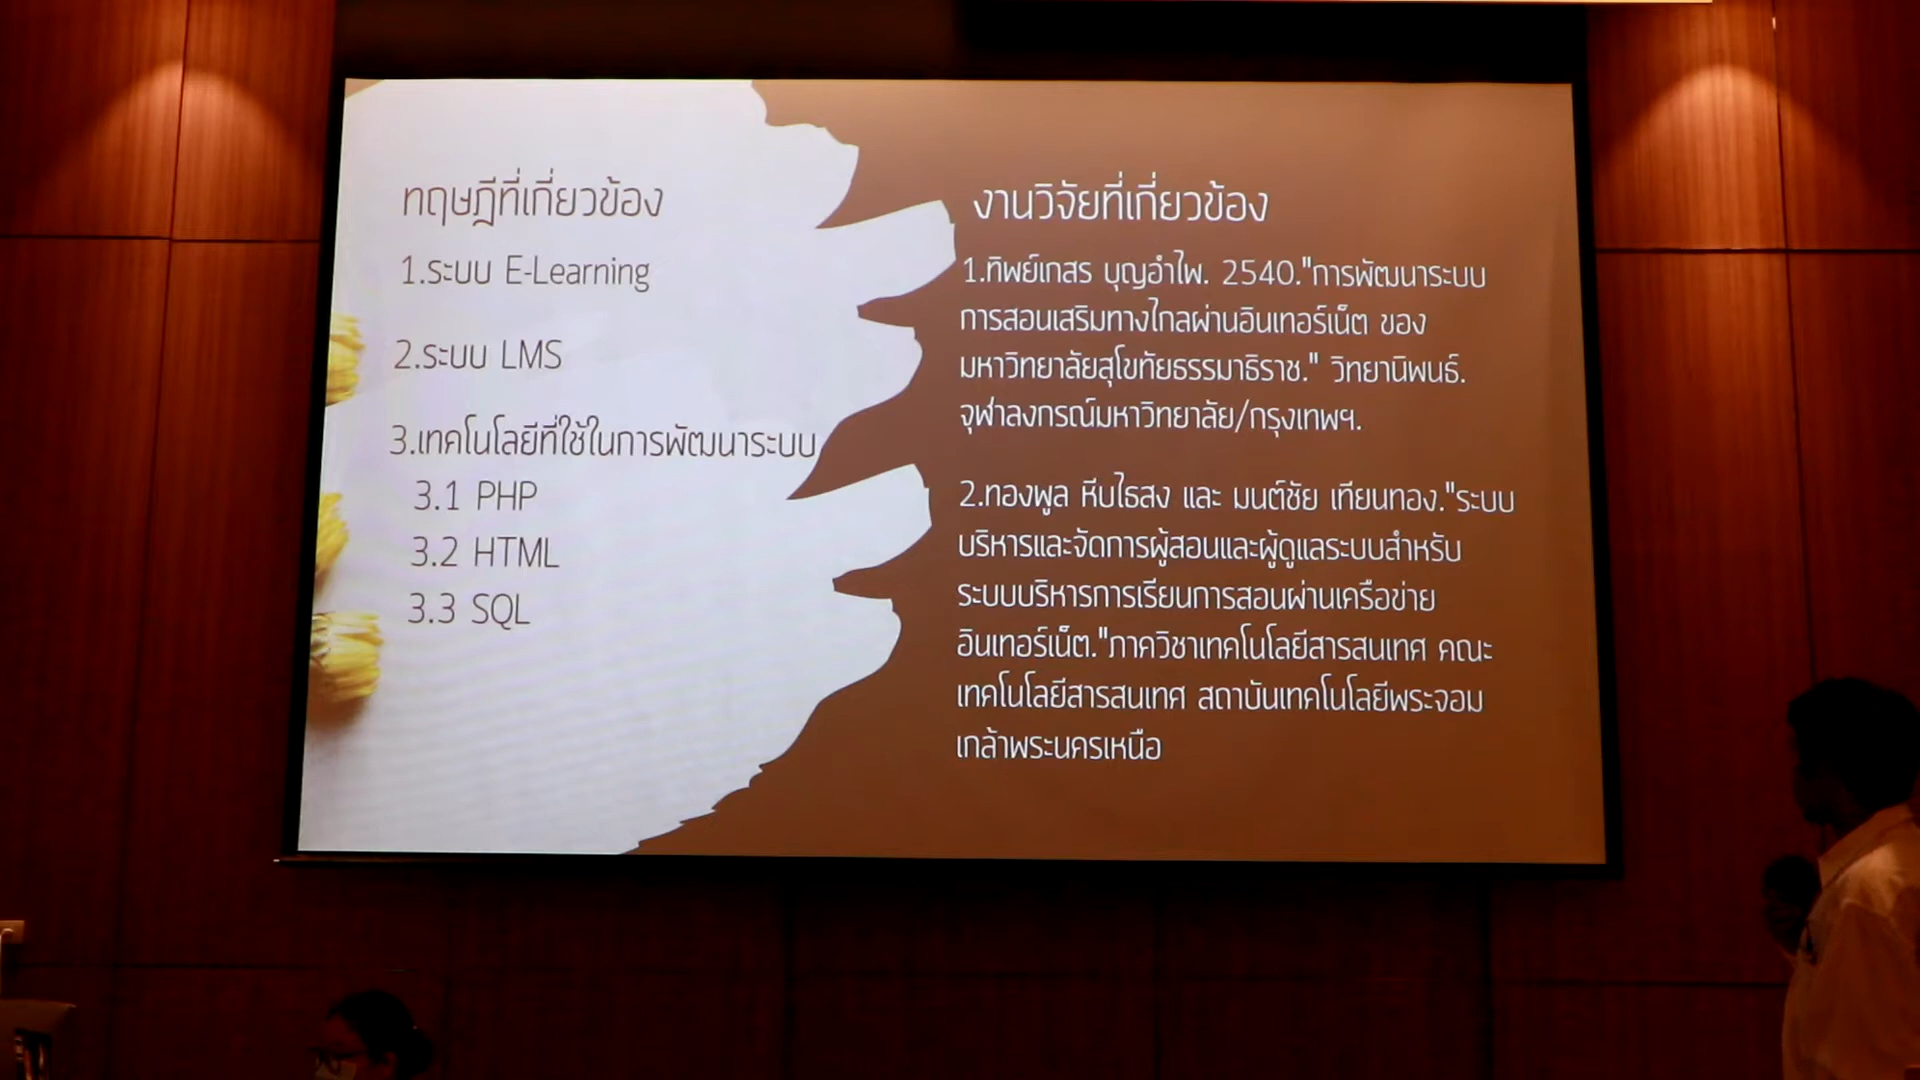 ทฤษฎีที่เกี่ยวข้อง
1.ระบบ E-Learning
2.ระบบ LMS
3.เทคโนโลยีที่ใช้ในการพัฒนาระบบ
3.1 PHP
3.2 HTML
3.3 SQL
งานวิจัยที่เกี่ยวข้อง
1.ทิพย์เกสร บุญอำไพ. 2540."การพัฒนาระบบ
การสอนเสริมทางไกลผ่านอินเทอร์เน็ต ของ
มหาวิทยาลัยสุโขทัยธรรมาธิราช." วิทยานิพนธ์.
จุฬาลงกรณ์มหาวิทยาลัย/กรุงเทพฯ.
2.ทองพูล หีบไธสง และ มนต์ชัย เทียนทอง."ระบบ
บริหารและจัดการผู้สอนและผู้ดูแลระบบสำหรับ
ระบบบริหารการเรียนการสอนผ่านเครือข่าย
อินเทอร์เน็ต."ภาควิชาเทคโนโลยีสารสนเทศ คณะ
เทคโนโลยีสารสนเทศ สถาบันเทคโนโลยีพระจอม
เกล้าพระนครเหนือ